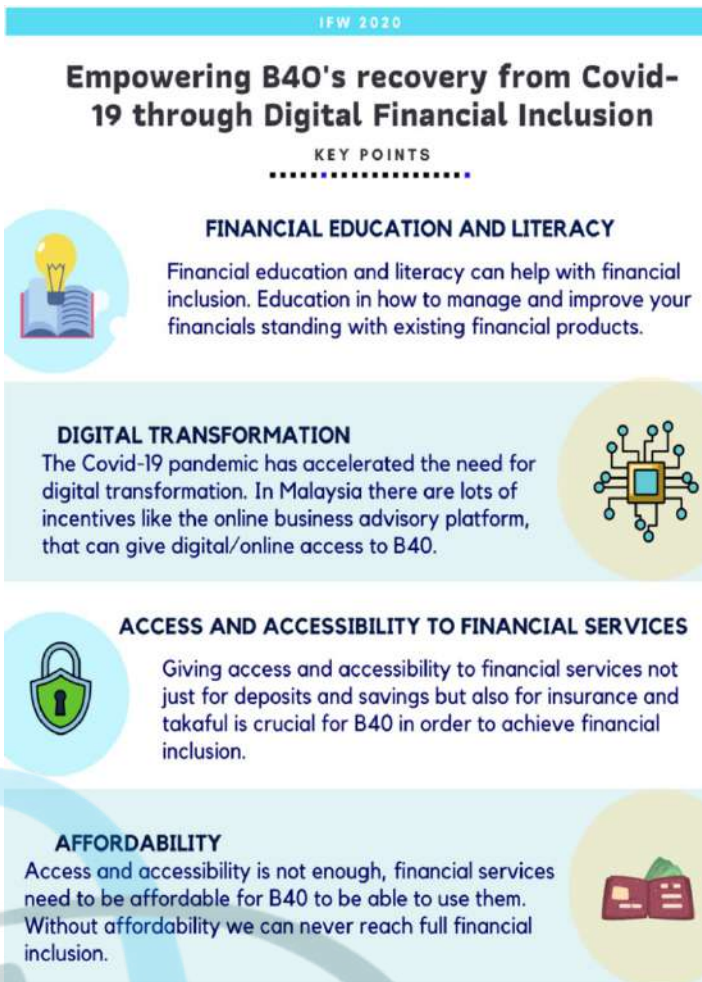 IFW 2020
Empowering B40's recovery from Covid-
19 through Digital Financial Inclusion
KEY POINTS
FINANCIAL EDUCATION AND LITERACY
Financial education and literacy can help with financial
inclusion. Education in how to manage and improve your
financials standing with existing financial products.
DIGITAL TRANSFORMATION
The Covid-19 pandemic has accelerated the need for
digital transformation. In Malaysia there are lots of
incentives like the online business advisory platform,
that can give digital/online access to B40.
ACCESS AND ACCESSIBILITY TO FINANCIAL SERVICES
Giving access and accessibility to financial services not
just for deposits and savings but also for insurance and
takaful is crucial for B40 in order to achieve financial
inclusion.
AFFORDABILITY
Access and accessibility is not enough, financial services
need to be affordable for B40 to be able to use them.
Without affordability we can never reach full financial
inclusion.